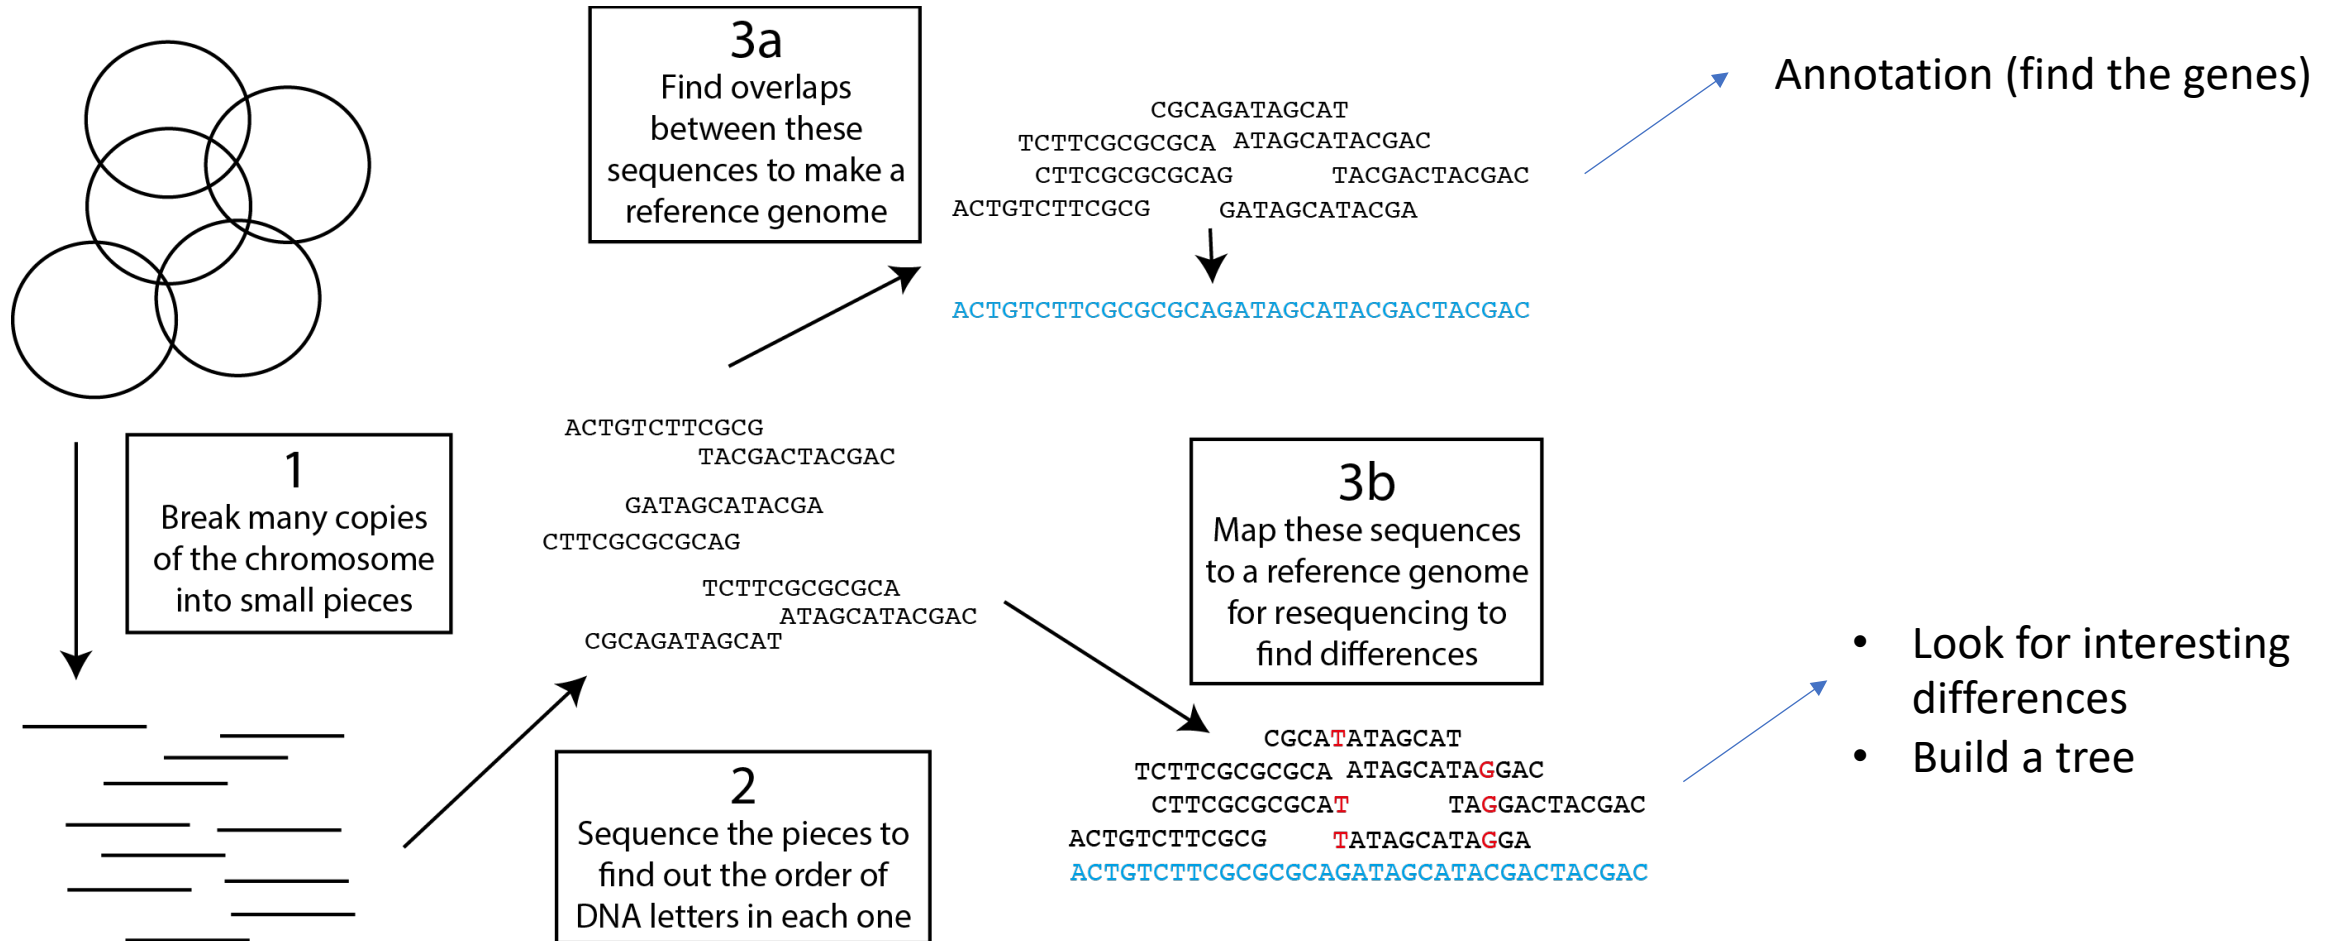 1
Break many copies
of the chromosome
into small pieces
2
Sequence the pieces to
find out the order of
DNA letters in each one
ACTGTCTTCGCG
TACGACTACGAC
GATAGCATACGA
CTTCGCGCGCAG
TCTTCGCGCGCA
ATAGCATACGAC
CGCAGATAGCAT
3a
Find overlaps
between these
sequences to make a
reference genome
CGCAGATAGCAT
TCTTCGCGCGCA ATAGCATACGAC
CTTCGCGCGCAG TACGACTACGAC
ACTGTCTTCGCG GATAGCATACGA
ACTGTCTTCGCGCGCAGATAGCATACGACTACGAC
Annotation (find the genes)
3b
Map these sequences
to a reference genome
for resequencing to
find differences
CGCATATAGCAT
TCTTCGCGCGCA ATAGCATAGGAC
CTTCGCGCGCAT TAGGACTACGAC
ACTGTCTTCGCG TATAGCATAGGA
ACTGTCTTCGCGCGCAGATAGCATACGACTACGAC
• Look for interesting
differences
• Build a tree